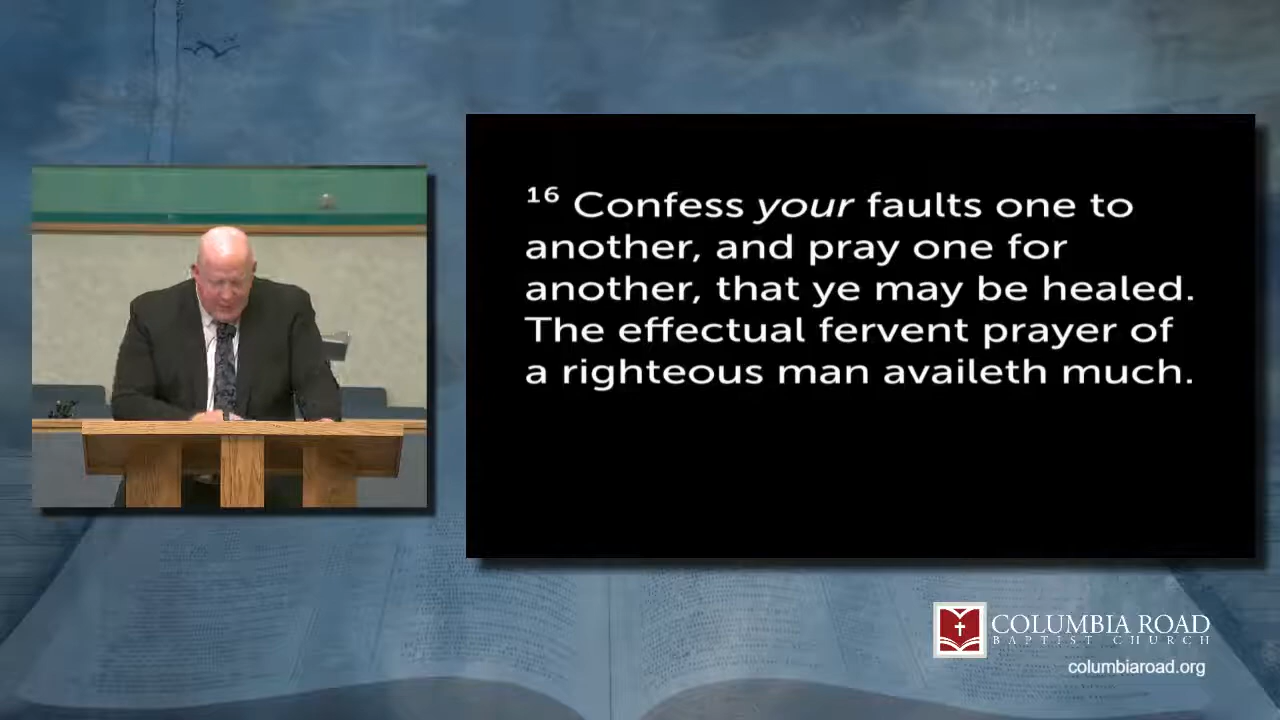 16 Confess your faults one to
another, and pray one for
another, that ye may be healed.
The effectual fervent prayer of
a righteous man availeth much.
COLUMBIA ROAD
BAPTIST CHURCH
columbiaroad.org